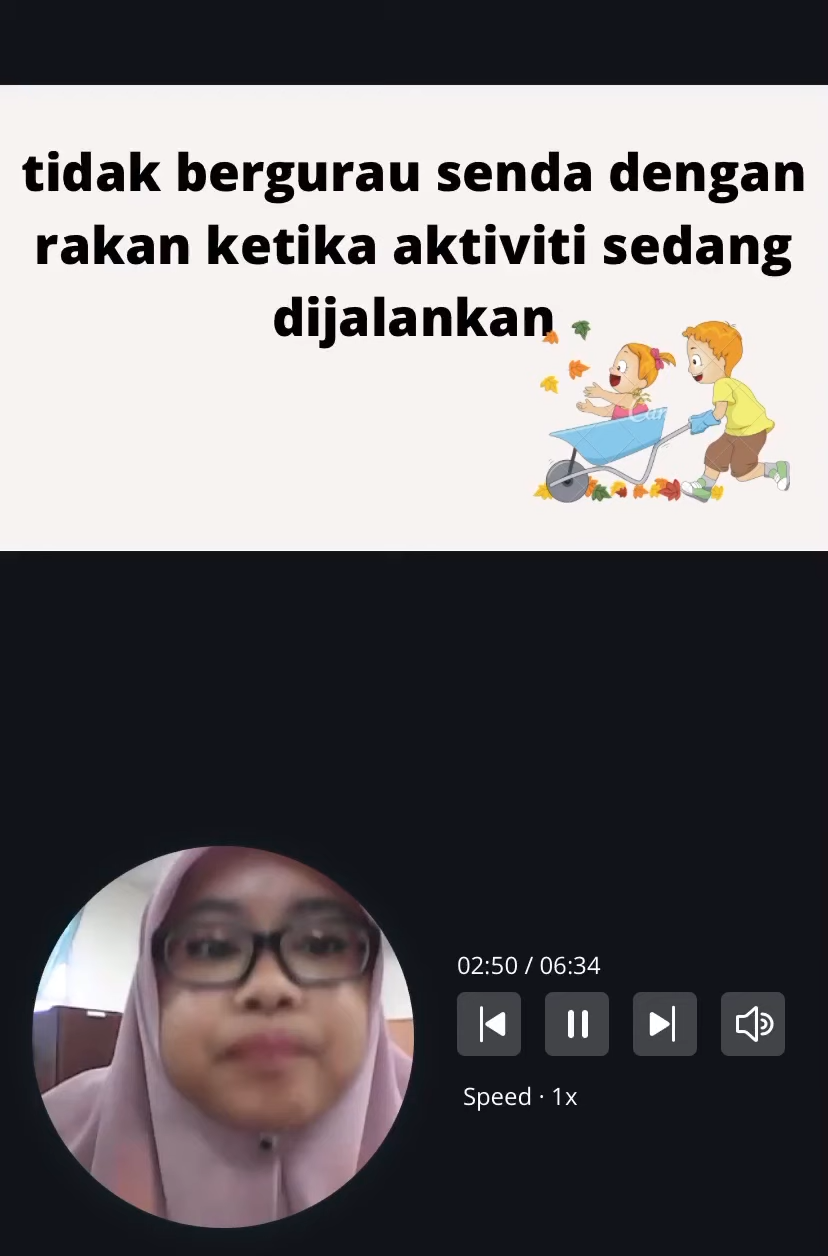 tidak bergurau senda dengan
rakan ketika aktiviti sedang
dijalankan
02:50 / 06:34
Speed · 1x